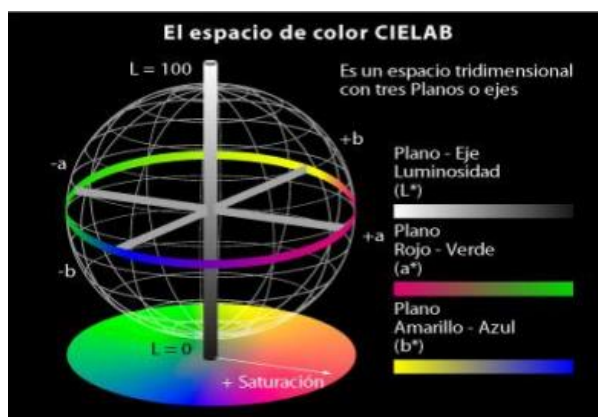 El espacio de color CIELAB
L = 100
Es un espacio tridimensional
con tres Planos o ejes
+b
-a
Plano - Eje
Luminosidad
(L*)
+a
Plano
Rojo - Verde
(a*)
-b
Plano
Amarillo - Azul
(b*)
L = 0
+ Saturación